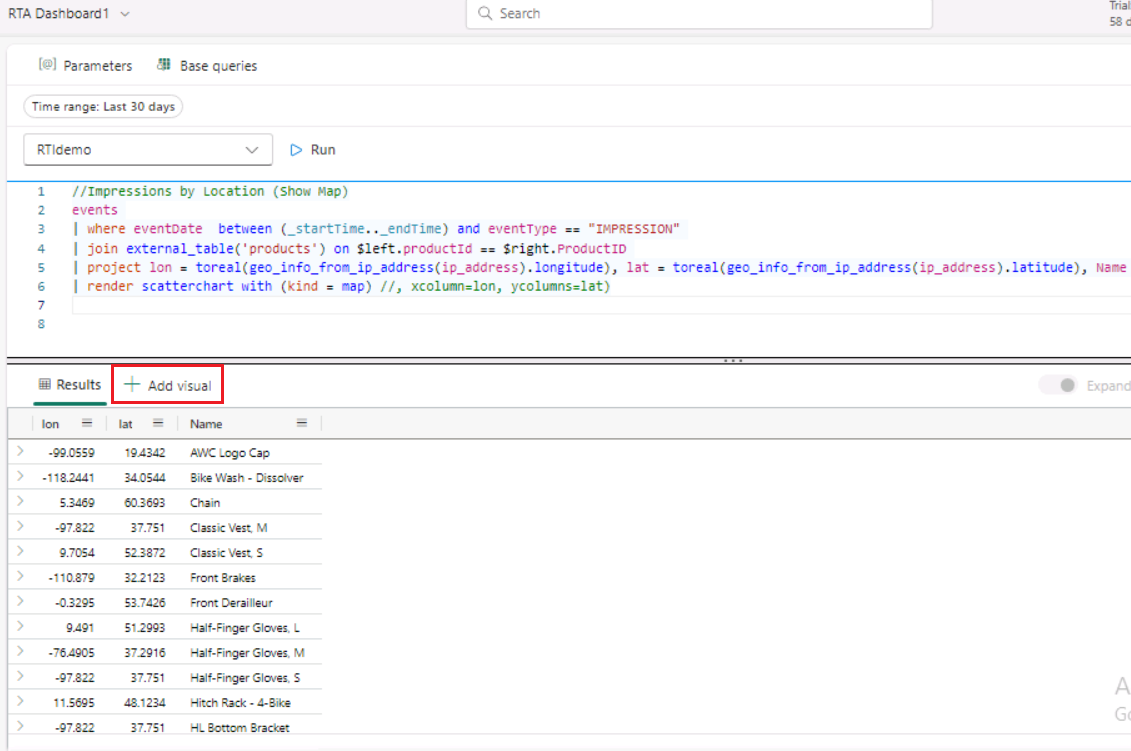 RTA Dashboard1
Search
Trial
58 d
[@] Parameters Base queries
Time range: Last 30 days
RTIdemo Run
1 //Impressions by Location (Show Map)
2 events
3 | where eventDate  between (_startTime.._endTime) and eventType == "IMPRESSION"
4 | join external_table('products') on $left.productId == $right.ProductID
5 | project lon = toreal(geo_info_from_ip_address(ip_address).longitude), lat = toreal(geo_info_from_ip_address(ip_address).latitude), Name
6 | render scatterchart with (kind = map) //, xcolumn=lon, ycolumns=lat)
7
8
Results + Add visual Expand
lon lat Name
-99.0559 19.4342 AWC Logo Cap
-118.2441 34.0544 Bike Wash - Dissolver
5.3469 60.3693 Chain
-97.822 37.751 Classic Vest, M
9.7054 52.3872 Classic Vest, S
-110.879 32.2123 Front Brakes
-0.3295 53.7426 Front Derailleur
9.491 51.2993 Half-Finger Gloves, L
-76.4905 37.2916 Half-Finger Gloves, M
-97.822 37.751 Half-Finger Gloves, S
11.5695 48.1234 Hitch Rack - 4-Bike
-97.822 37.751 HL Bottom Bracket
A
Go